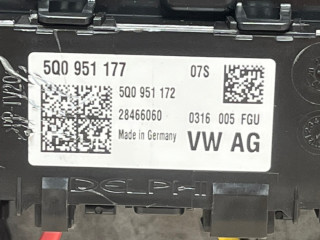 5Q0 951 177 07S
5Q0 951 172
28466060 0316 005 FGU
Made in Germany VW AG
DELPHI